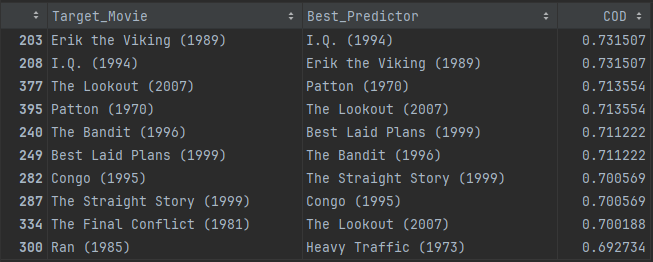 Target_Movie Best_Predictor COD
203 Erik the Viking (1989) I.Q. (1994) 0.731507
208 I.Q. (1994) Erik the Viking (1989) 0.731507
377 The Lookout (2007) Patton (1970) 0.713554
395 Patton (1970) The Lookout (2007) 0.713554
240 The Bandit (1996) Best Laid Plans (1999) 0.711222
249 Best Laid Plans (1999) The Bandit (1996) 0.711222
282 Congo (1995) The Straight Story (1999) 0.700569
287 The Straight Story (1999) Congo (1995) 0.700569
334 The Final Conflict (1981) The Lookout (2007) 0.700188
300 Ran (1985) Heavy Traffic (1973) 0.692734